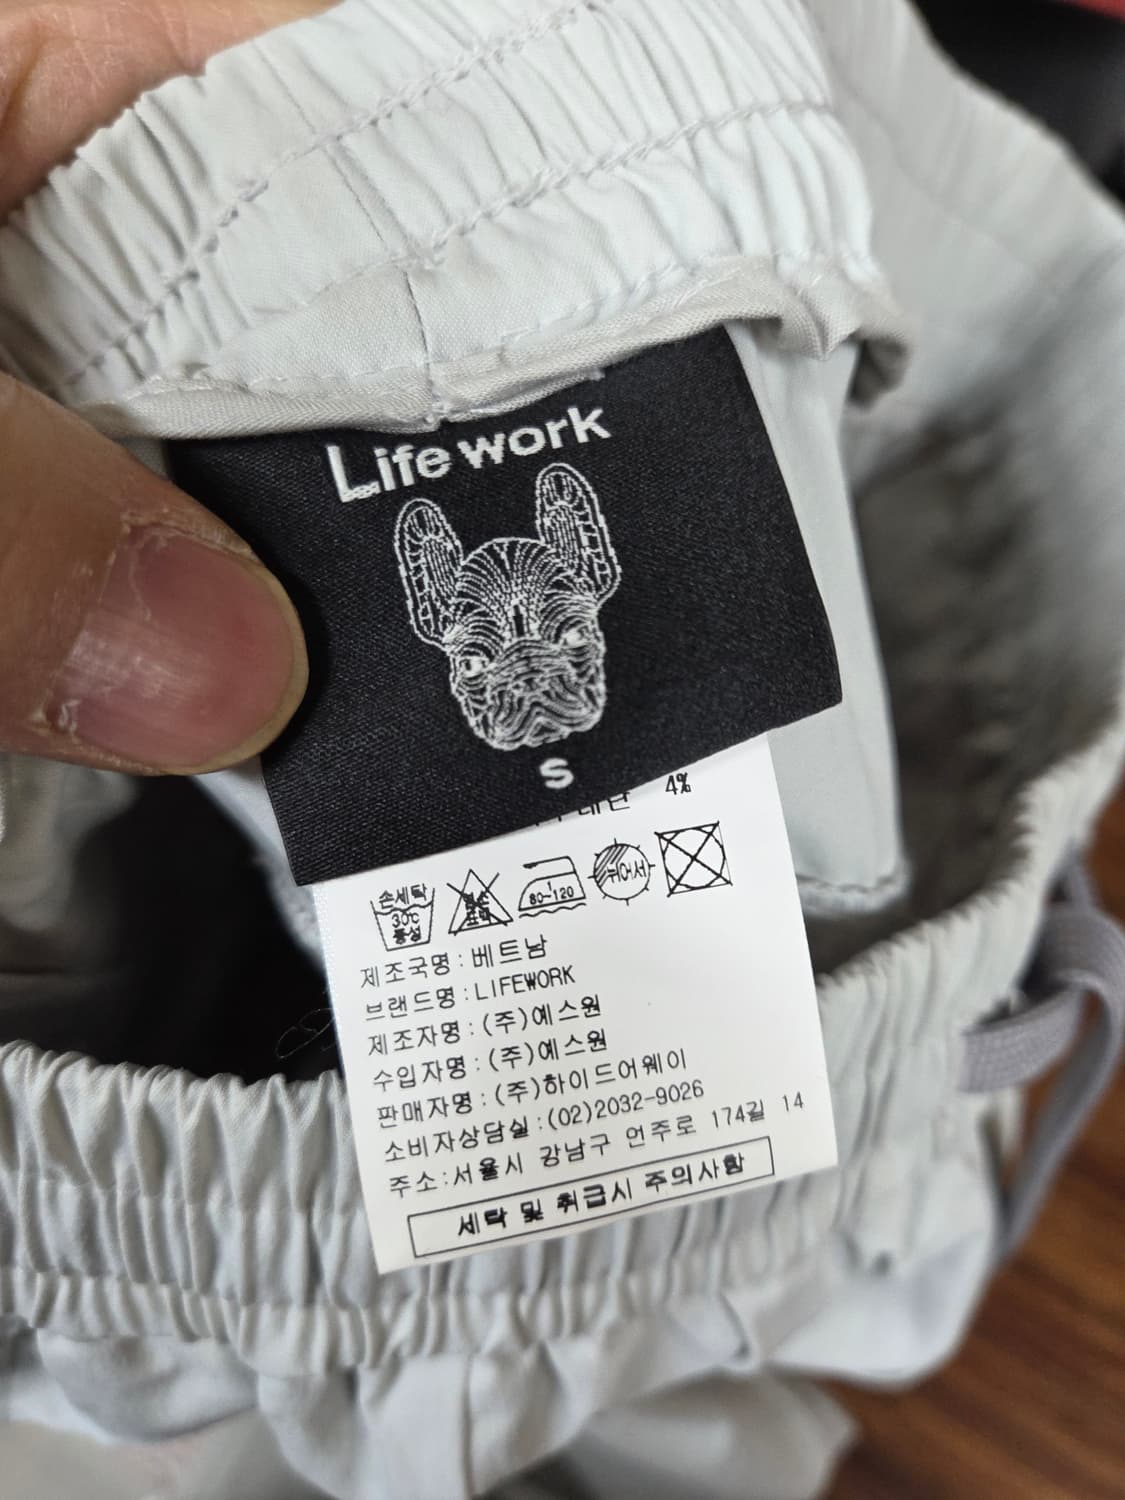 Life work
S
4%
손세탁
30℃
중성
80~120
뉘어서
제조국명:베트남
브랜드명:LIFEWORK
제조자명:(주)예스원
수입자명:(주)예스원
판매자명:(주)하이드어웨이
소비자상담실:(02)2032-9026
주소:서울시 강남구 언주로 174길 14
세탁 및 취급시 주의사항